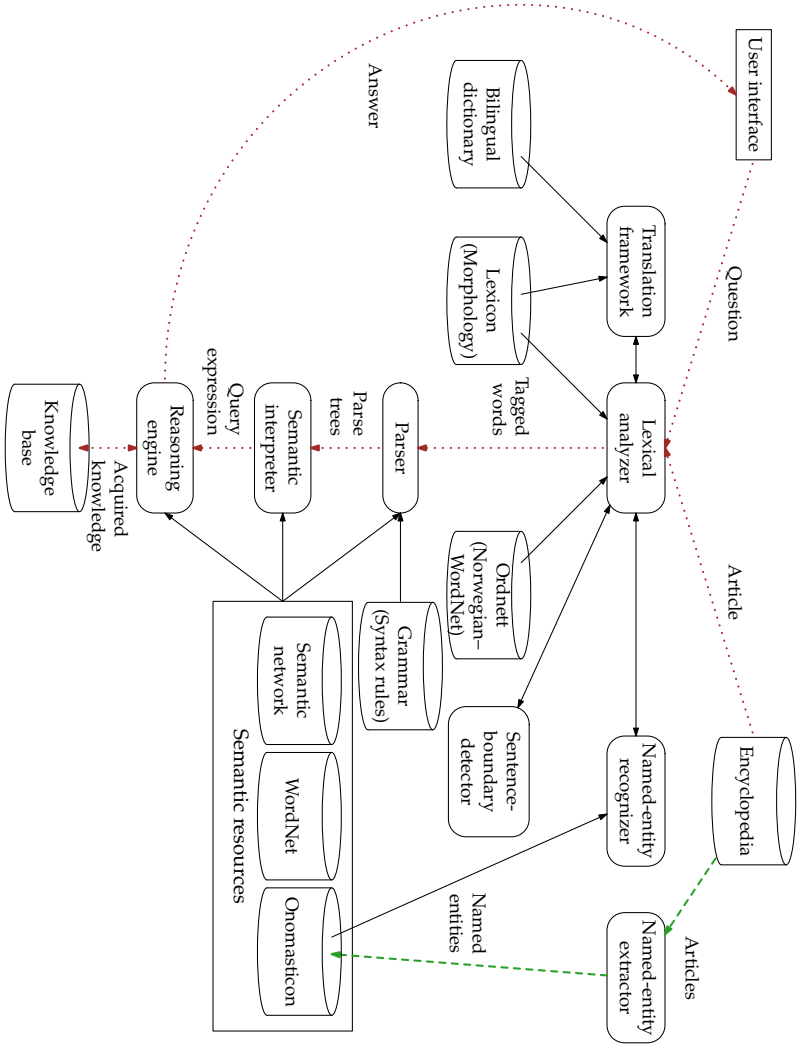 User interface
Question
Article
Encyclopedia
Articles
Translation
framework
Lexical
analyzer
Named-entity
recognizer
Named-entity
extractor
Bilingual
dictionary
Lexicon
(Morphology)
Tagged
words
Ordnett
(Norwegian–
WordNet)
Sentence-
boundary
detector
Named
entities
Answer
Parser
Grammar
(Syntax rules)
Parse
trees
Semantic
interpreter
Semantic
network
WordNet
Onomasticon
Semantic resources
Query
expression
Reasoning
engine
Acquired
knowledge
Knowledge
base